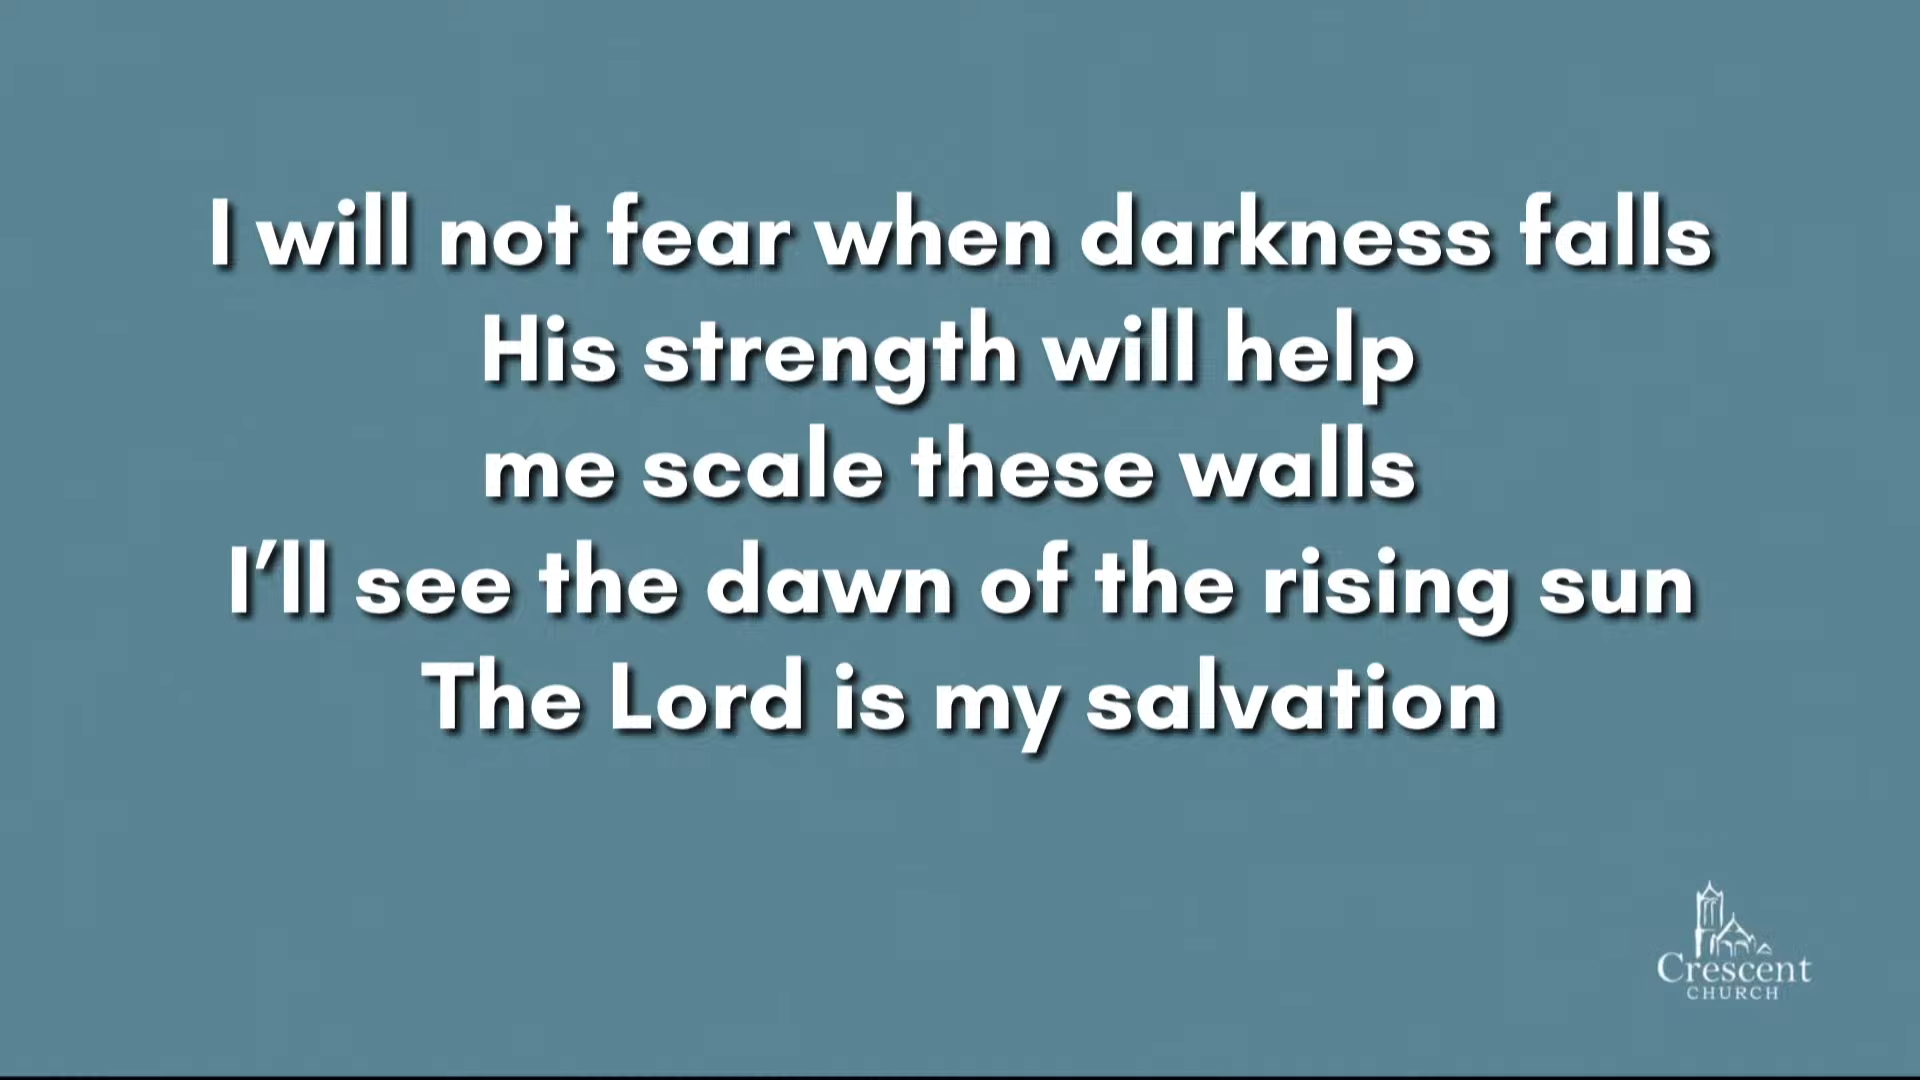 I will not fear when darkness falls
His strength will help
me scale these walls
I’ll see the dawn of the rising sun
The Lord is my salvation
Crescent
CHURCH